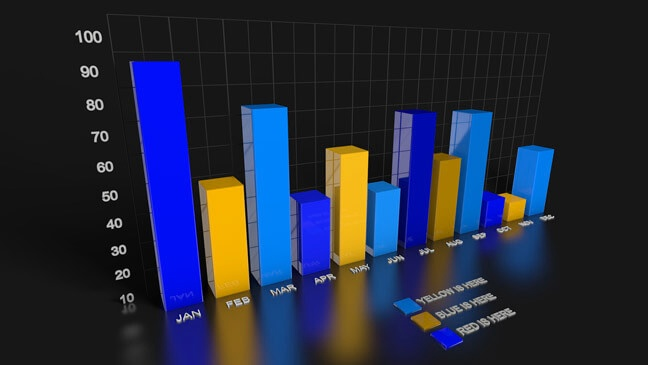 100
90
80
70
60
50
40
30
20
10
JAN
FEB
MAR
APR
MAY
JUN
JUL
AUG
SEP
OCT
NOV
DEC
YELLOW IS HERE
BLUE IS HERE
RED IS HERE